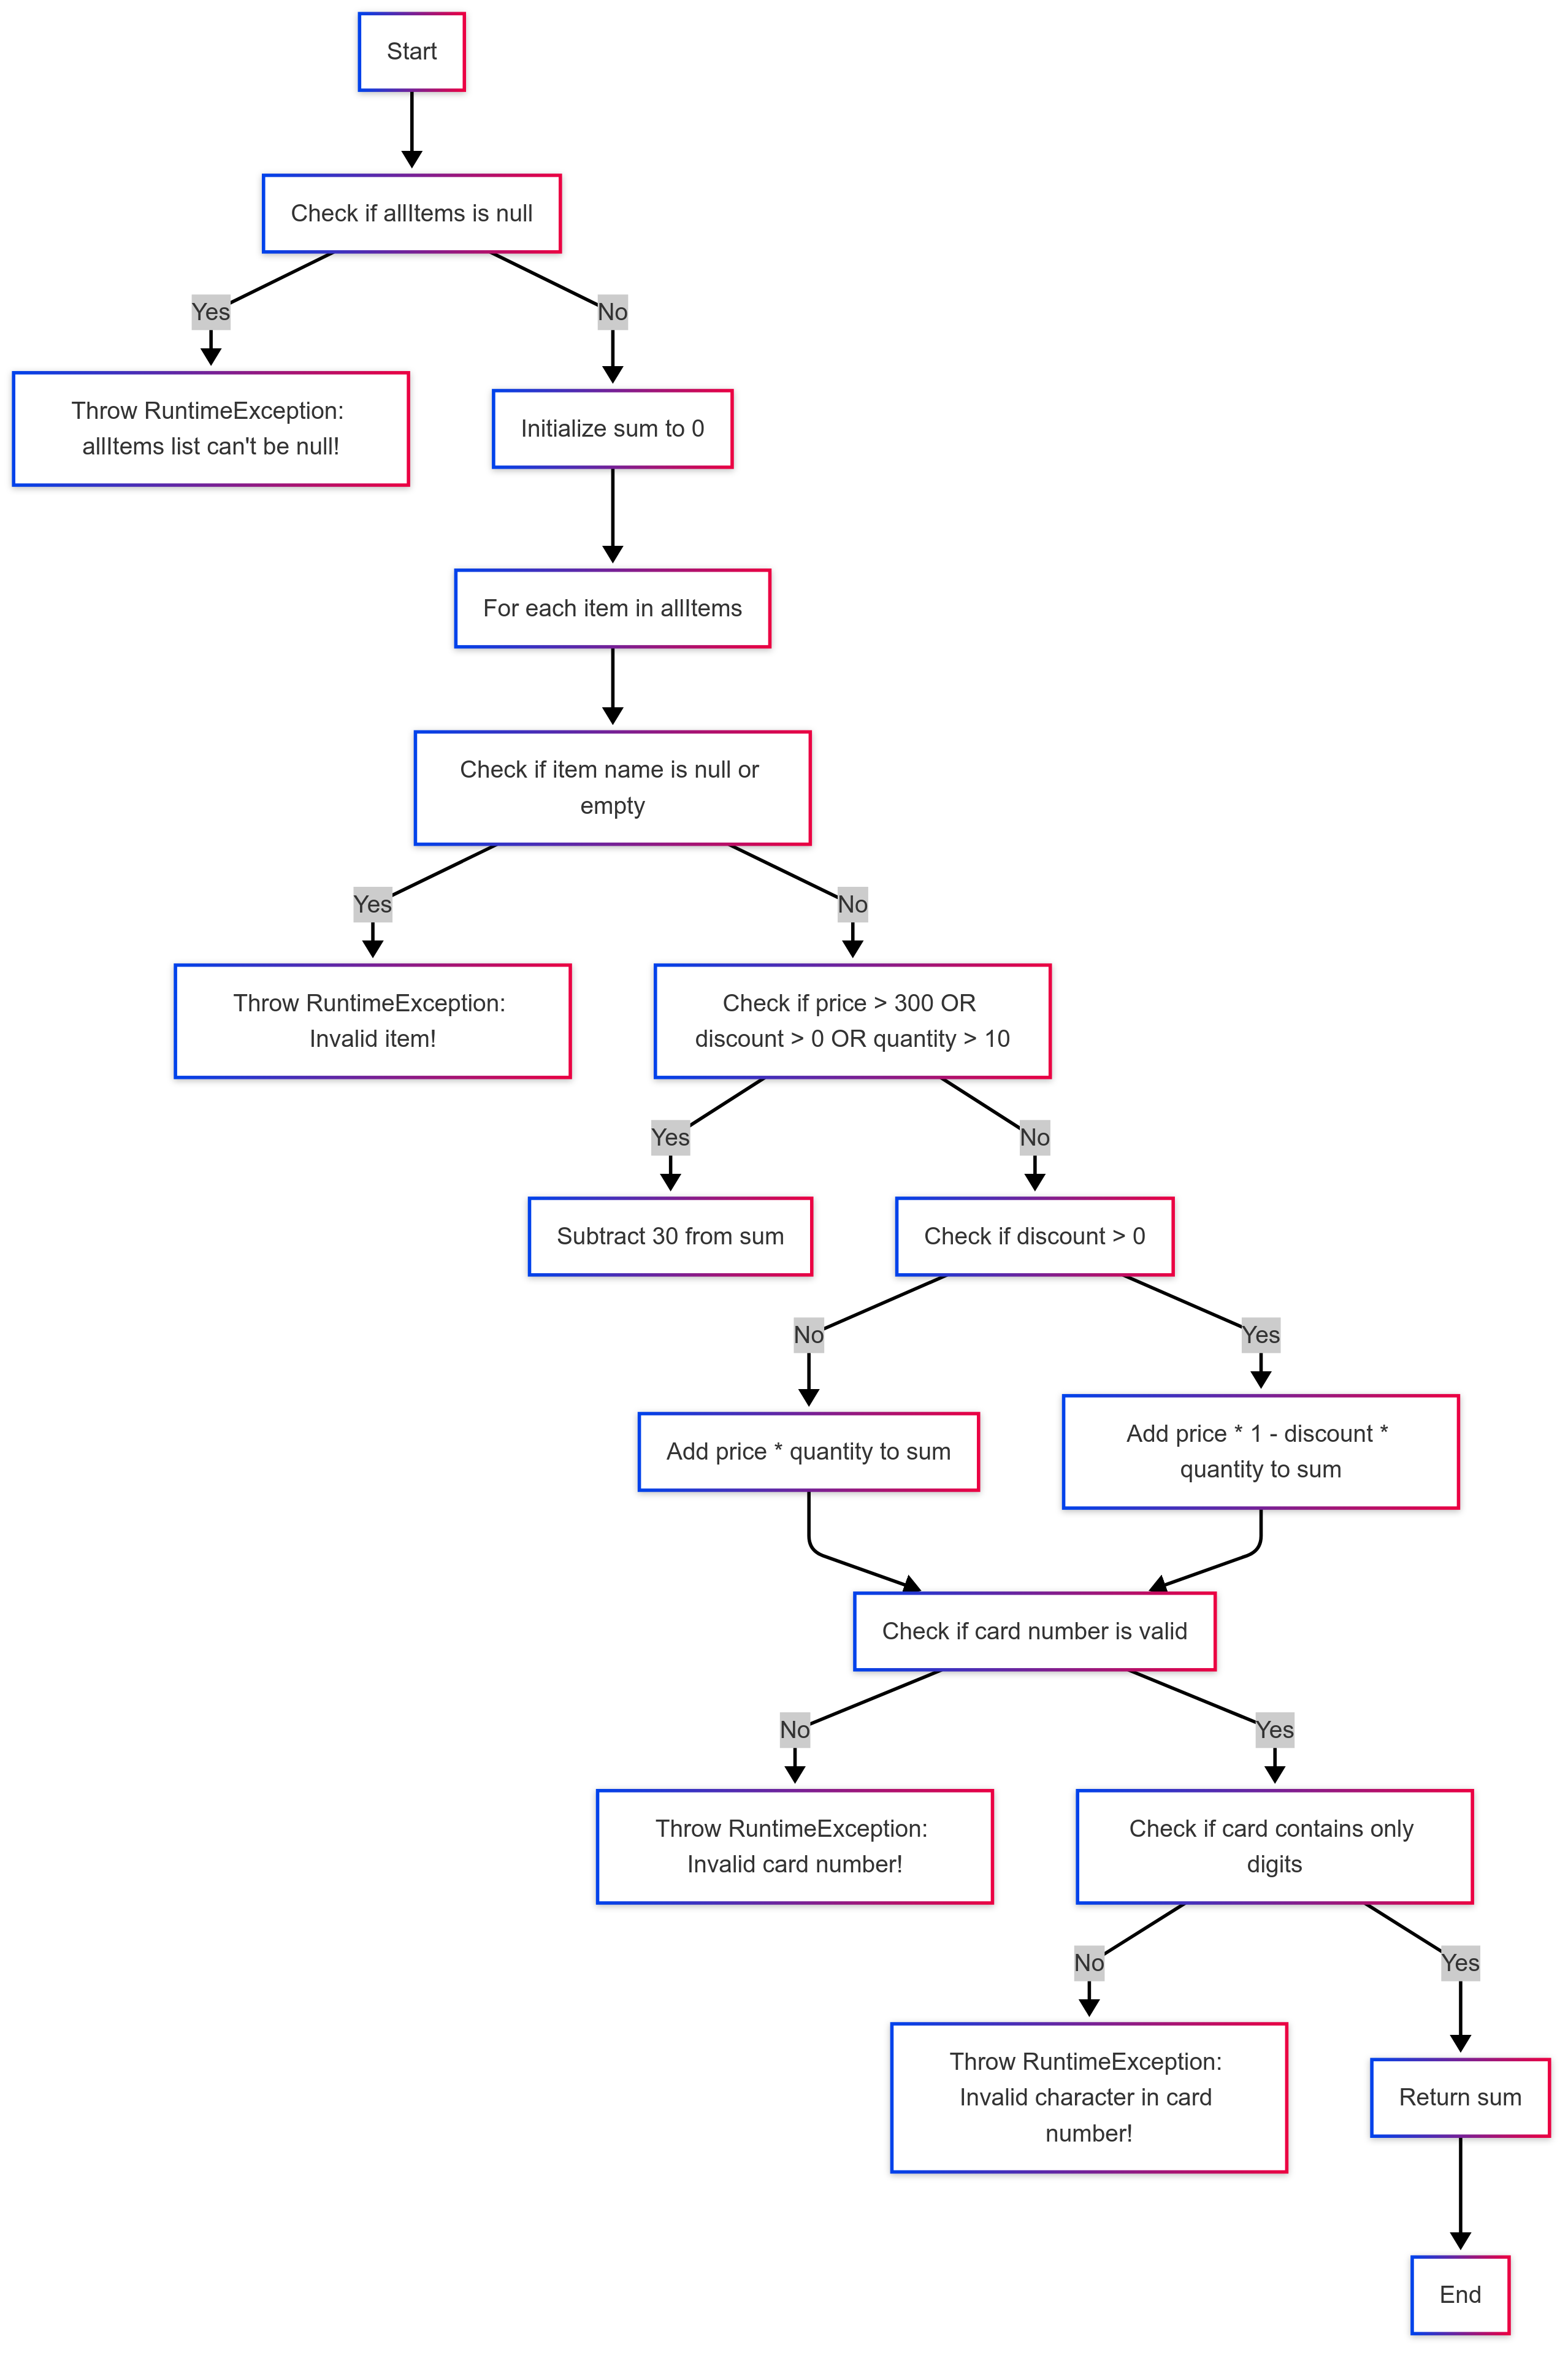 Start
Check if allItems is null
Yes
No
Throw RuntimeException:
allItems list can't be null!
Initialize sum to 0
For each item in allItems
Check if item name is null or
empty
Yes
No
Throw RuntimeException:
Invalid item!
Check if price > 300 OR
discount > 0 OR quantity > 10
Yes
No
Subtract 30 from sum
Check if discount > 0
No
Yes
Add price * quantity to sum
Add price * 1 - discount *
quantity to sum
Check if card number is valid
No
Yes
Throw RuntimeException:
Invalid card number!
Check if card contains only
digits
No
Yes
Throw RuntimeException:
Invalid character in card
number!
Return sum
End